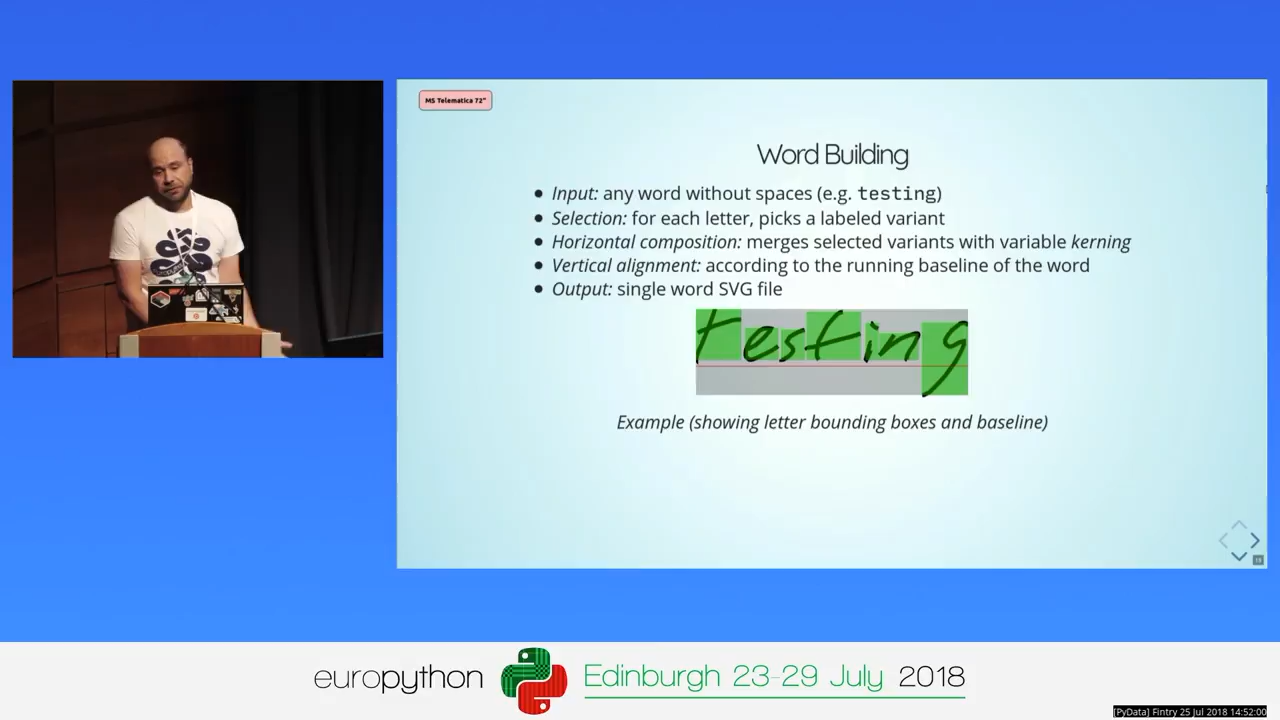 MS Telematica 72"
Word Building
• Input: any word without spaces (e.g. testing)
• Selection: for each letter, picks a labeled variant
• Horizontal composition: merges selected variants with variable kerning
• Vertical alignment: according to the running baseline of the word
• Output: single word SVG file
testing
Example (showing letter bounding boxes and baseline)
europython
Edinburgh 23-29 July 2018
[PyData] Fintry 25 Jul 2018 14:52:00